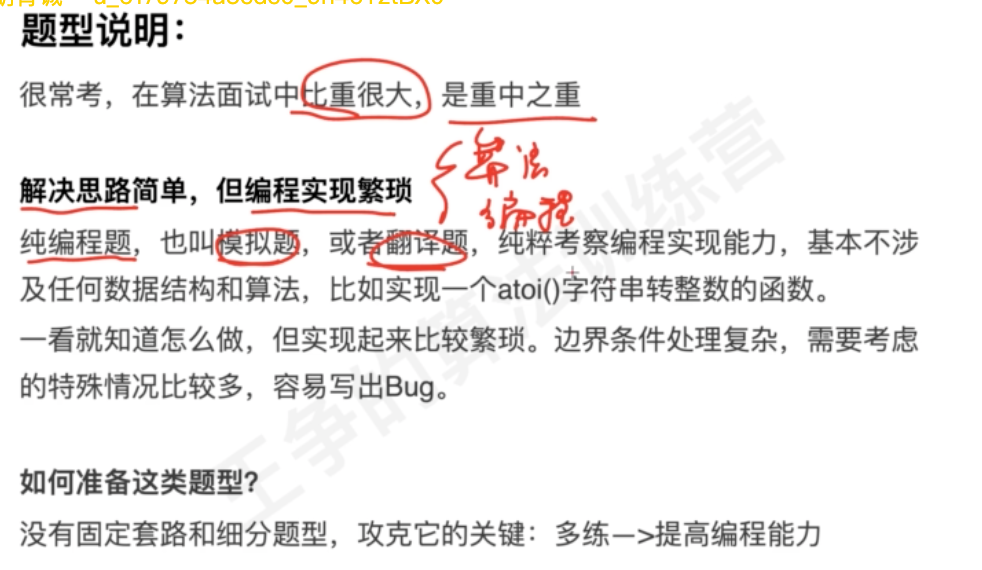 题型说明：
很常考，在算法面试中比重很大，是重中之重
算法
编程
解决思路简单，但编程实现繁琐
纯编程题，也叫模拟题，或者翻译题，纯粹考察编程实现能力，基本不涉
及任何数据结构和算法，比如实现一个atoi()字符串转整数的函数。
一看就知道怎么做，但实现起来比较繁琐。边界条件处理复杂，需要考虑
的特殊情况比较多，容易写出Bug。
如何准备这类题型?
没有固定套路和细分题型，攻克它的关键：多练—>提高编程能力
王争的算法训练营